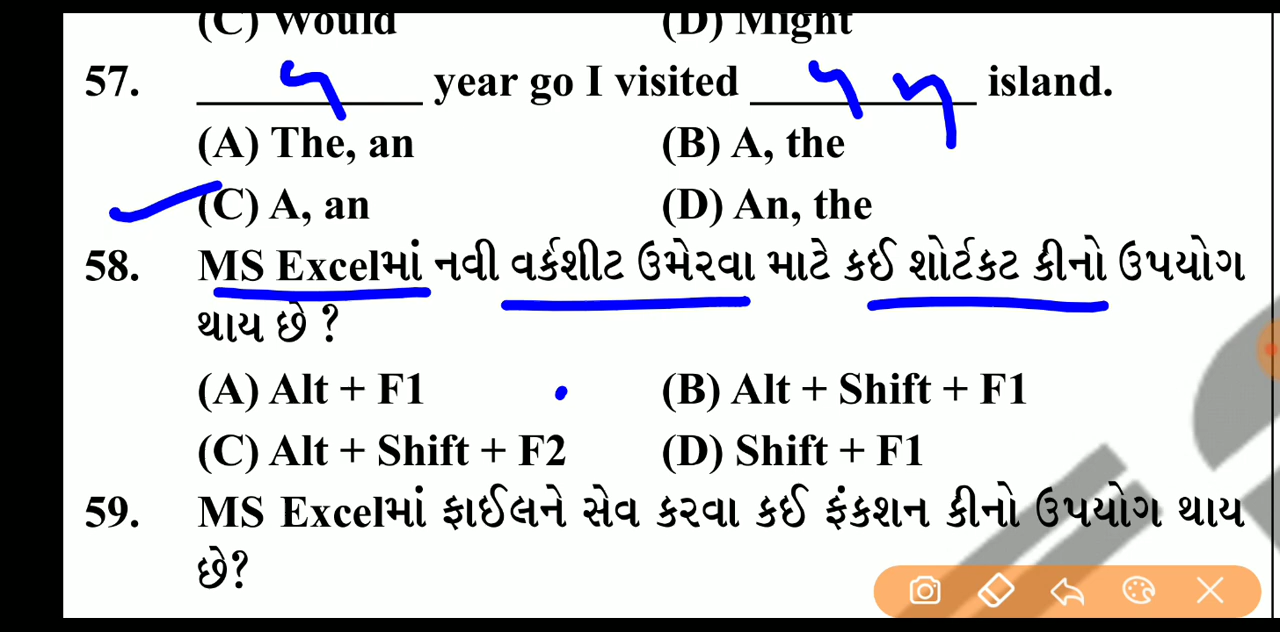 (C) Would (D) Might
57. ________ year go I visited ________ island.
(A) The, an (B) A, the
(C) A, an (D) An, the
58. MS Excelમાં નવી વર્કશીટ ઉમેરવા માટે કઈ શોર્ટકટ કીનો ઉપયોગ
થાય છે ?
(A) Alt + F1 (B) Alt + Shift + F1
(C) Alt + Shift + F2 (D) Shift + F1
59. MS Excelમાં ફાઈલને સેવ કરવા કઈ ફંકશન કીનો ઉપયોગ થાય
છે?